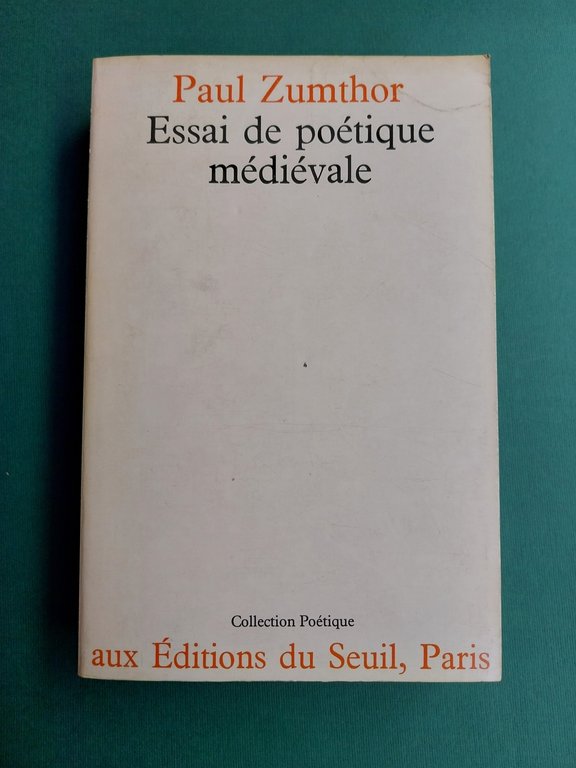 Paul Zumthor
Essai de poétique
médiévale
Collection Poétique
aux Éditions du Seuil, Paris